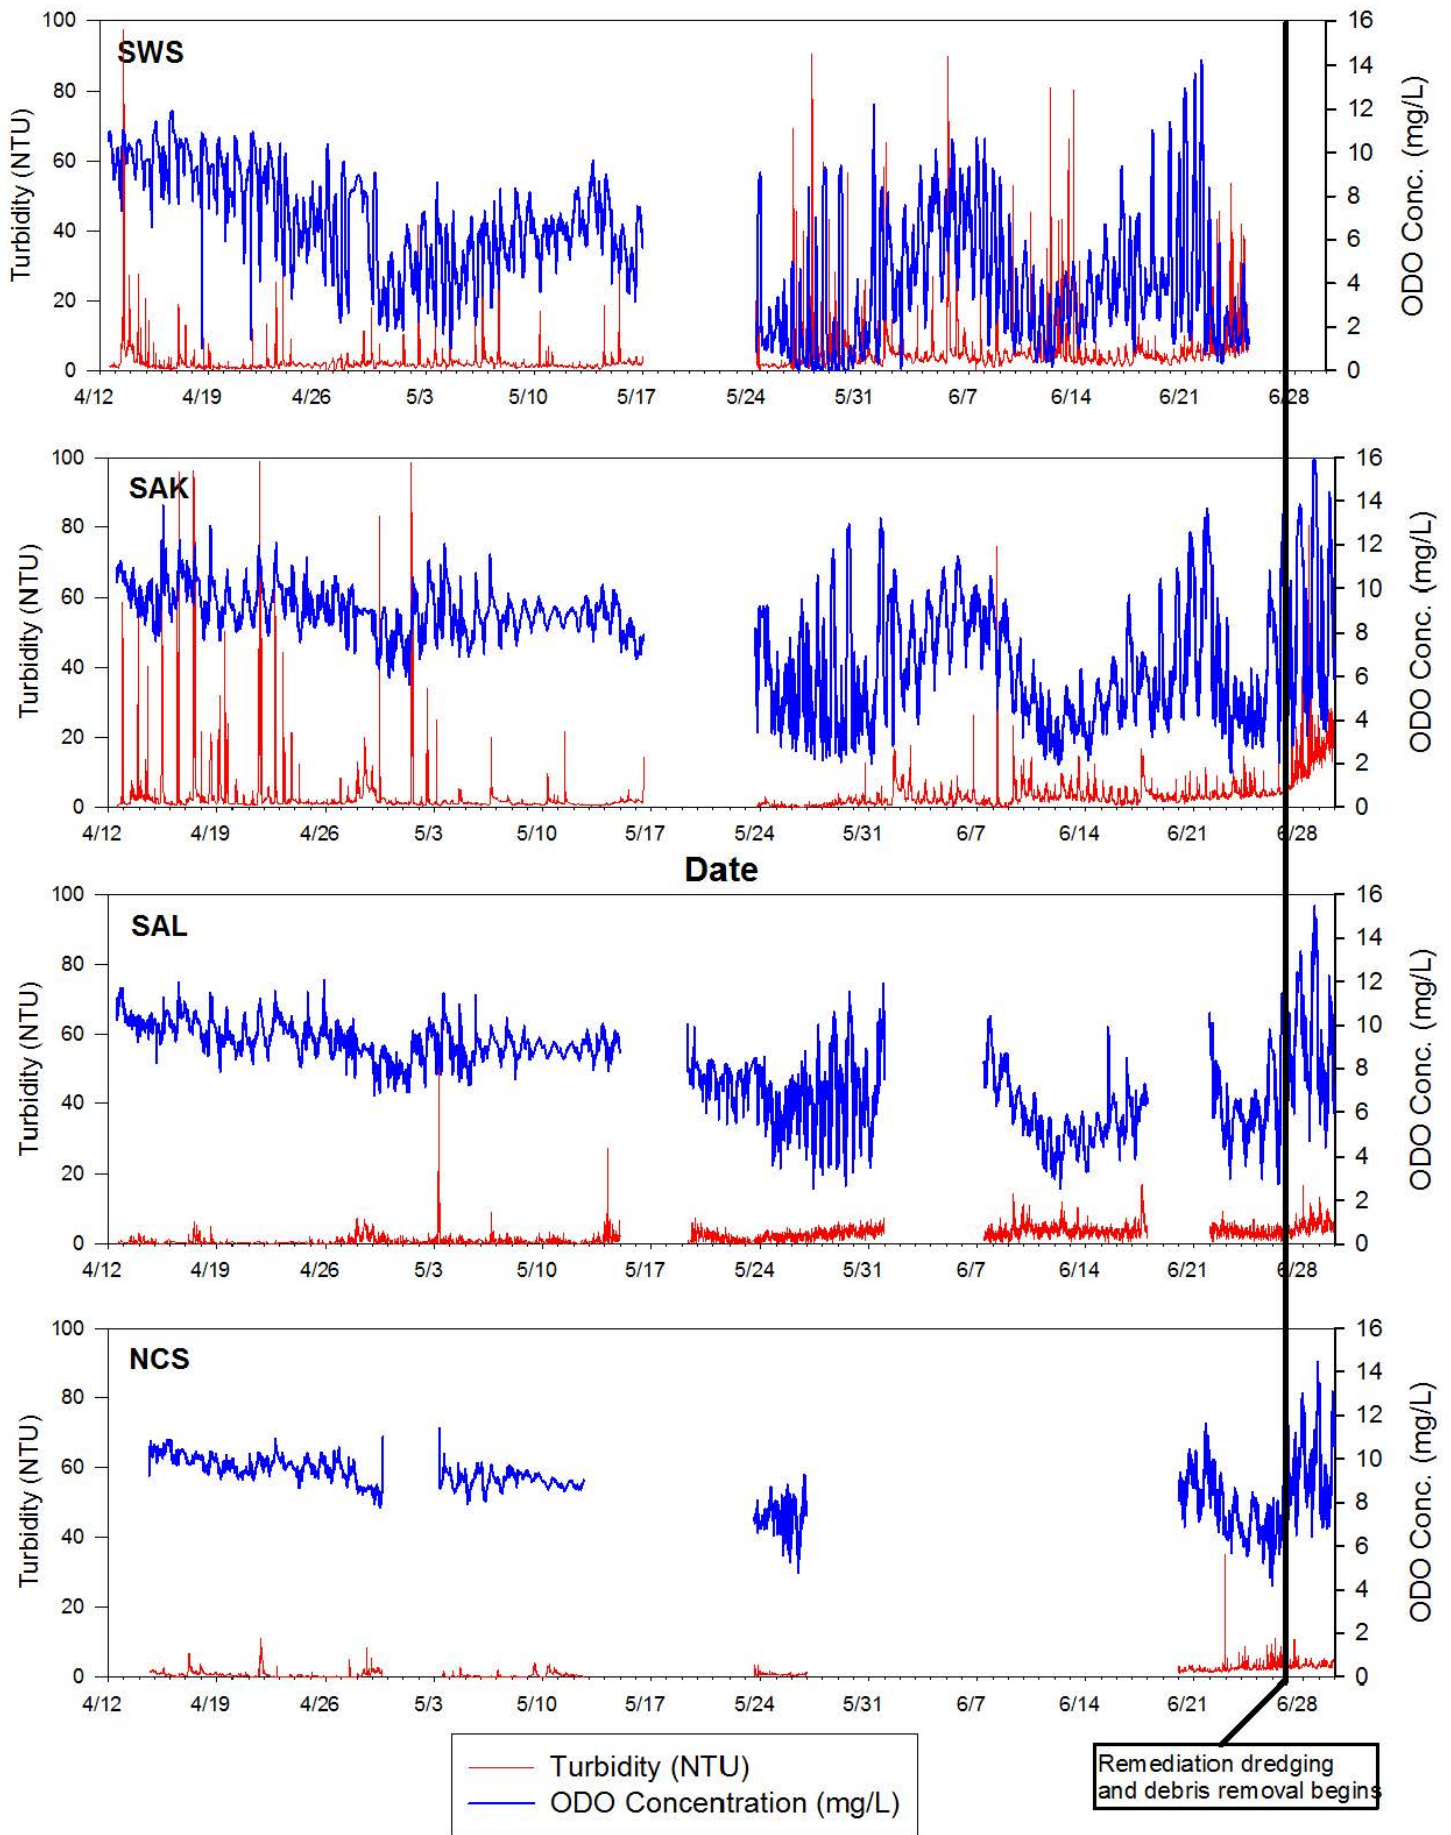 SWS
Turbidity (NTU)
ODO Conc. (mg/L)
100
80
60
40
20
0
16
14
12
10
8
6
4
2
0
4/12 4/19 4/26 5/3 5/10 5/17 5/24 5/31 6/7 6/14 6/21 6/28
SAK
Turbidity (NTU)
ODO Conc. (mg/L)
100
80
60
40
20
0
16
14
12
10
8
6
4
2
0
4/12 4/19 4/26 5/3 5/10 5/17 5/24 5/31 6/7 6/14 6/21 6/28
Date
SAL
Turbidity (NTU)
ODO Conc. (mg/L)
100
80
60
40
20
0
16
14
12
10
8
6
4
2
0
4/12 4/19 4/26 5/3 5/10 5/17 5/24 5/31 6/7 6/14 6/21 6/28
NCS
Turbidity (NTU)
ODO Conc. (mg/L)
100
80
60
40
20
0
16
14
12
10
8
6
4
2
0
4/12 4/19 4/26 5/3 5/10 5/17 5/24 5/31 6/7 6/14 6/21 6/28
Turbidity (NTU)
ODO Concentration (mg/L)
Remediation dredging
and debris removal begins